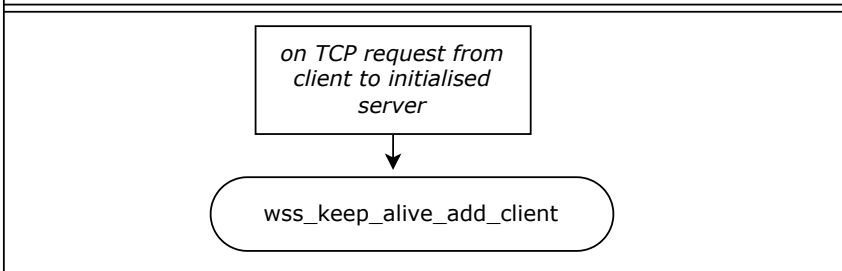 on TCP request from
client to initialised
server
wss_keep_alive_add_client